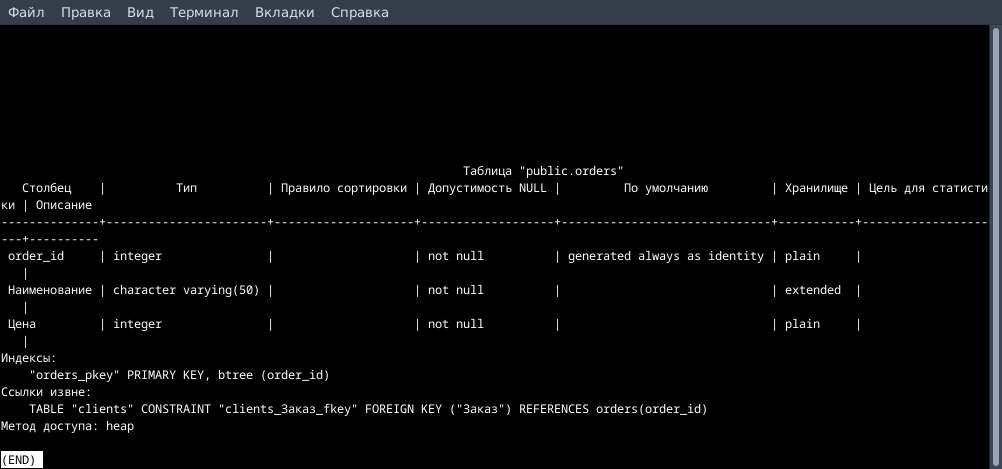 Файл Правка Вид Терминал Вкладки Справка
Таблица "public.orders"
   Столбец    |          Тип          | Правило сортировки | Допустимость NULL |         По умолчанию         | Хранилище | Цель для статисти
ки | Описание
--------------+-----------------------+--------------------+-------------------+------------------------------+-----------+------------------
---+----------
 order_id     | integer               |                    | not null          | generated always as identity | plain     |
   |
 Наименование | character varying(50) |                    | not null          |                              | extended  |
   |
 Цена         | integer               |                    | not null          |                              | plain     |
   |
Индексы:
    "orders_pkey" PRIMARY KEY, btree (order_id)
Ссылки извне:
    TABLE "clients" CONSTRAINT "clients_Заказ_fkey" FOREIGN KEY ("Заказ") REFERENCES orders(order_id)
Метод доступа: heap
(END)